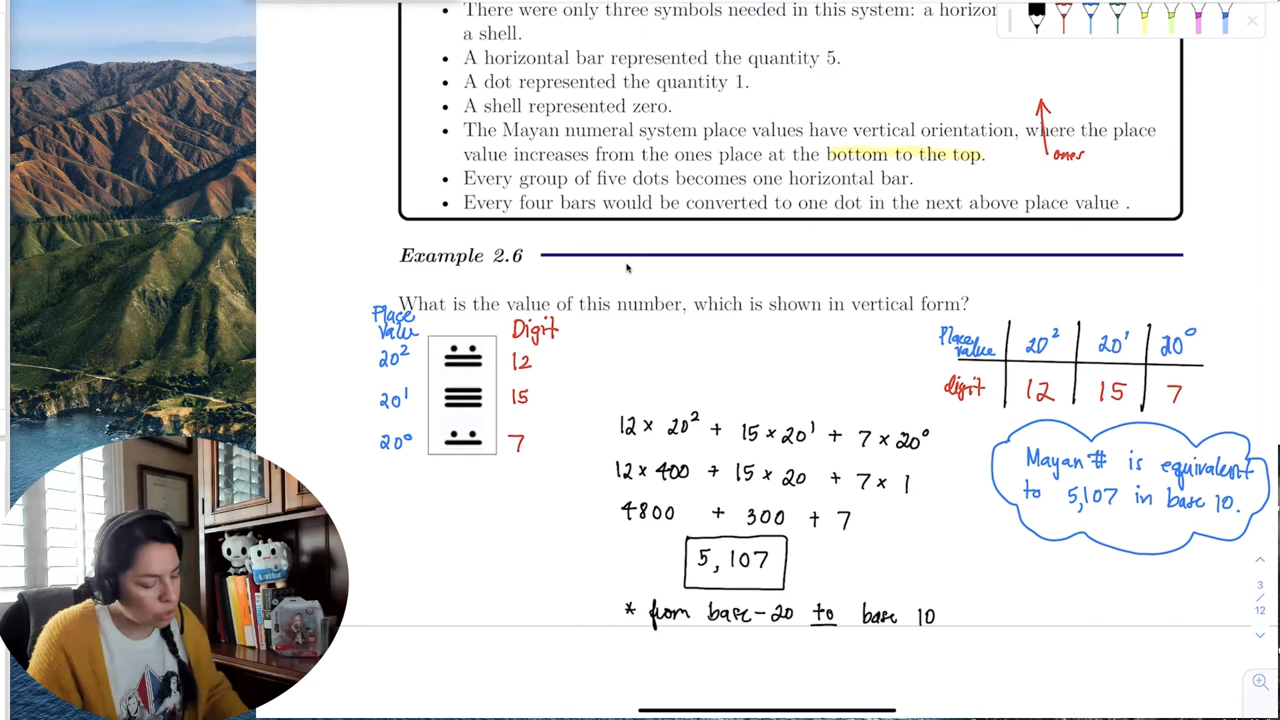 There were only three symbols needed in this system: a horizon
a shell.
A horizontal bar represented the quantity 5.
A dot represented the quantity 1.
A shell represented zero.
The Mayan numeral system place values have vertical orientation, where the place
value increases from the ones place at the bottom to the top.
ones
Every group of five dots becomes one horizontal bar.
Every four bars would be converted to one dot in the next above place value .
Example 2.6
What is the value of this number, which is shown in vertical form?
Place Value
Digit
20² 12
20¹ 15
20⁰ 7
Place value 20² 20¹ 20⁰
digit 12 15 7
12 × 20² + 15 × 20¹ + 7 × 20⁰
12 × 400 + 15 × 20 + 7 × 1
4800 + 300 + 7
5,107
* from base-20 to base 10
Mayan # is equivalent
to 5,107 in base 10.
3
/
12